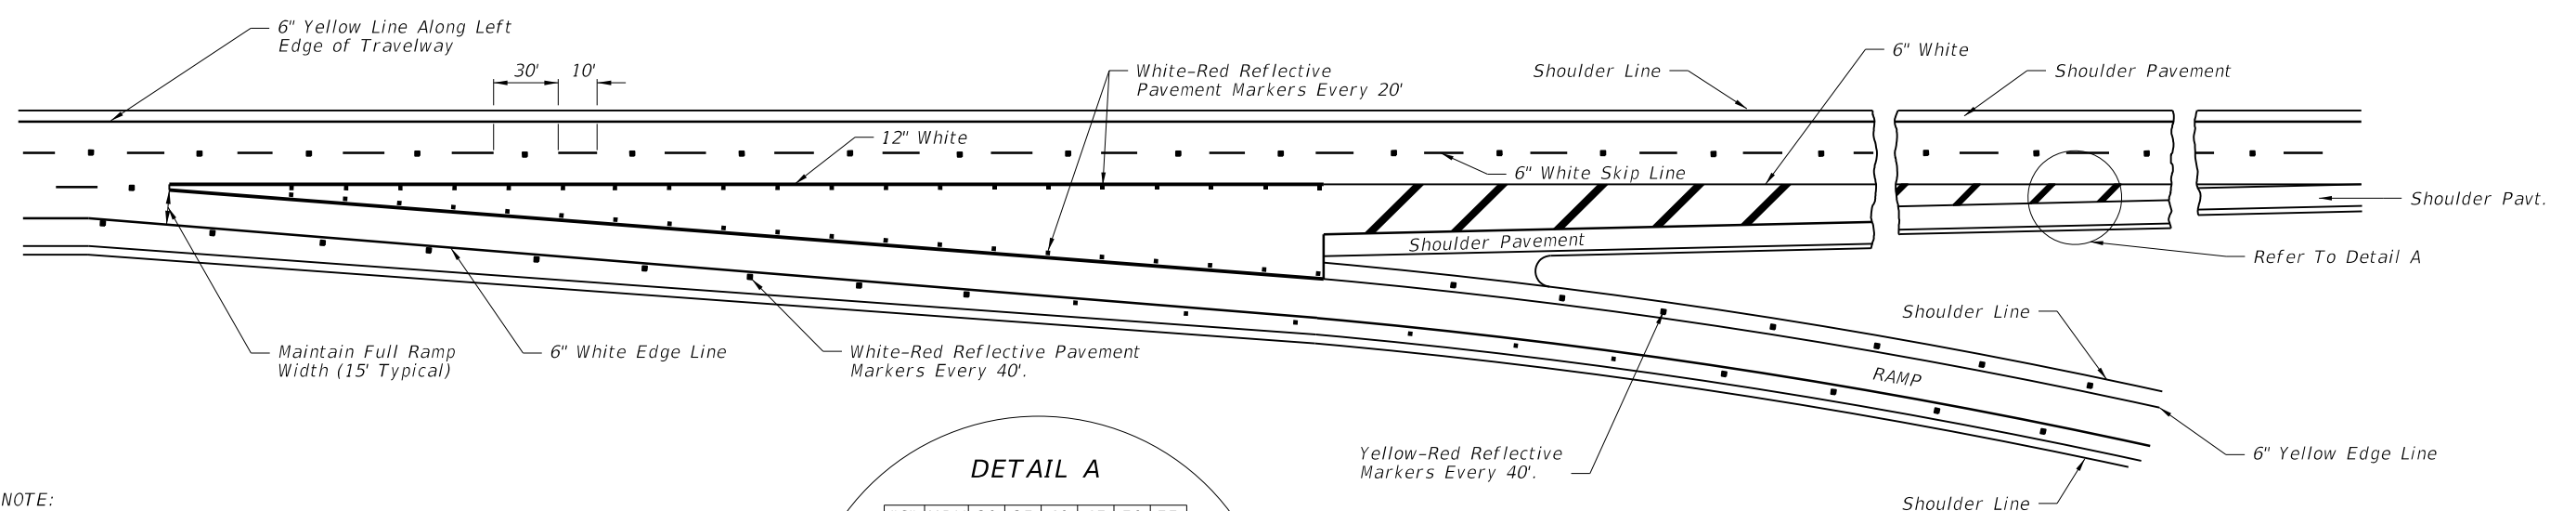 6" Yellow Line Along Left
Edge of Travelway
30'
10'
White-Red Reflective
Pavement Markers Every 20'
12" White
Shoulder Line
6" White
Shoulder Pavement
6" White Skip Line
Shoulder Pavt.
Shoulder Pavement
Refer To Detail A
Shoulder Line
Maintain Full Ramp
Width (15' Typical)
6" White Edge Line
White-Red Reflective Pavement
Markers Every 40'.
RAMP
Yellow-Red Reflective
Markers Every 40'.
6" Yellow Edge Line
DETAIL A
NOTE:
Shoulder Line